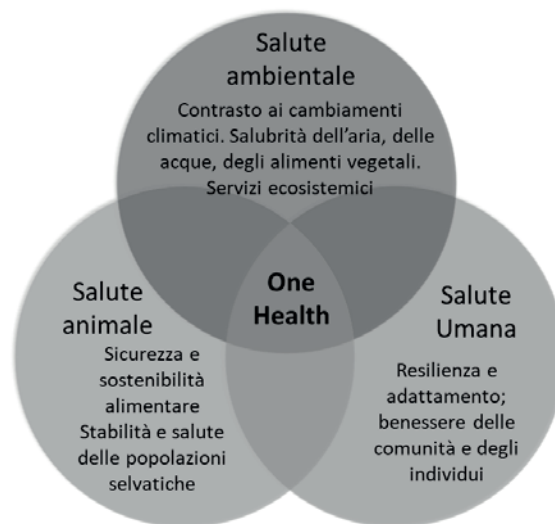 Salute
ambientale
Contrasto ai cambiamenti
climatici. Salubrità dell'aria, delle
acque, degli alimenti vegetali.
Servizi ecosistemici
One
Health
Salute
animale
Sicurezza e
sostenibilità
alimentare
Stabilità e salute
delle popolazioni
selvatiche
Salute
Umana
Resilienza e
adattamento;
benessere delle
comunità e degli
individui